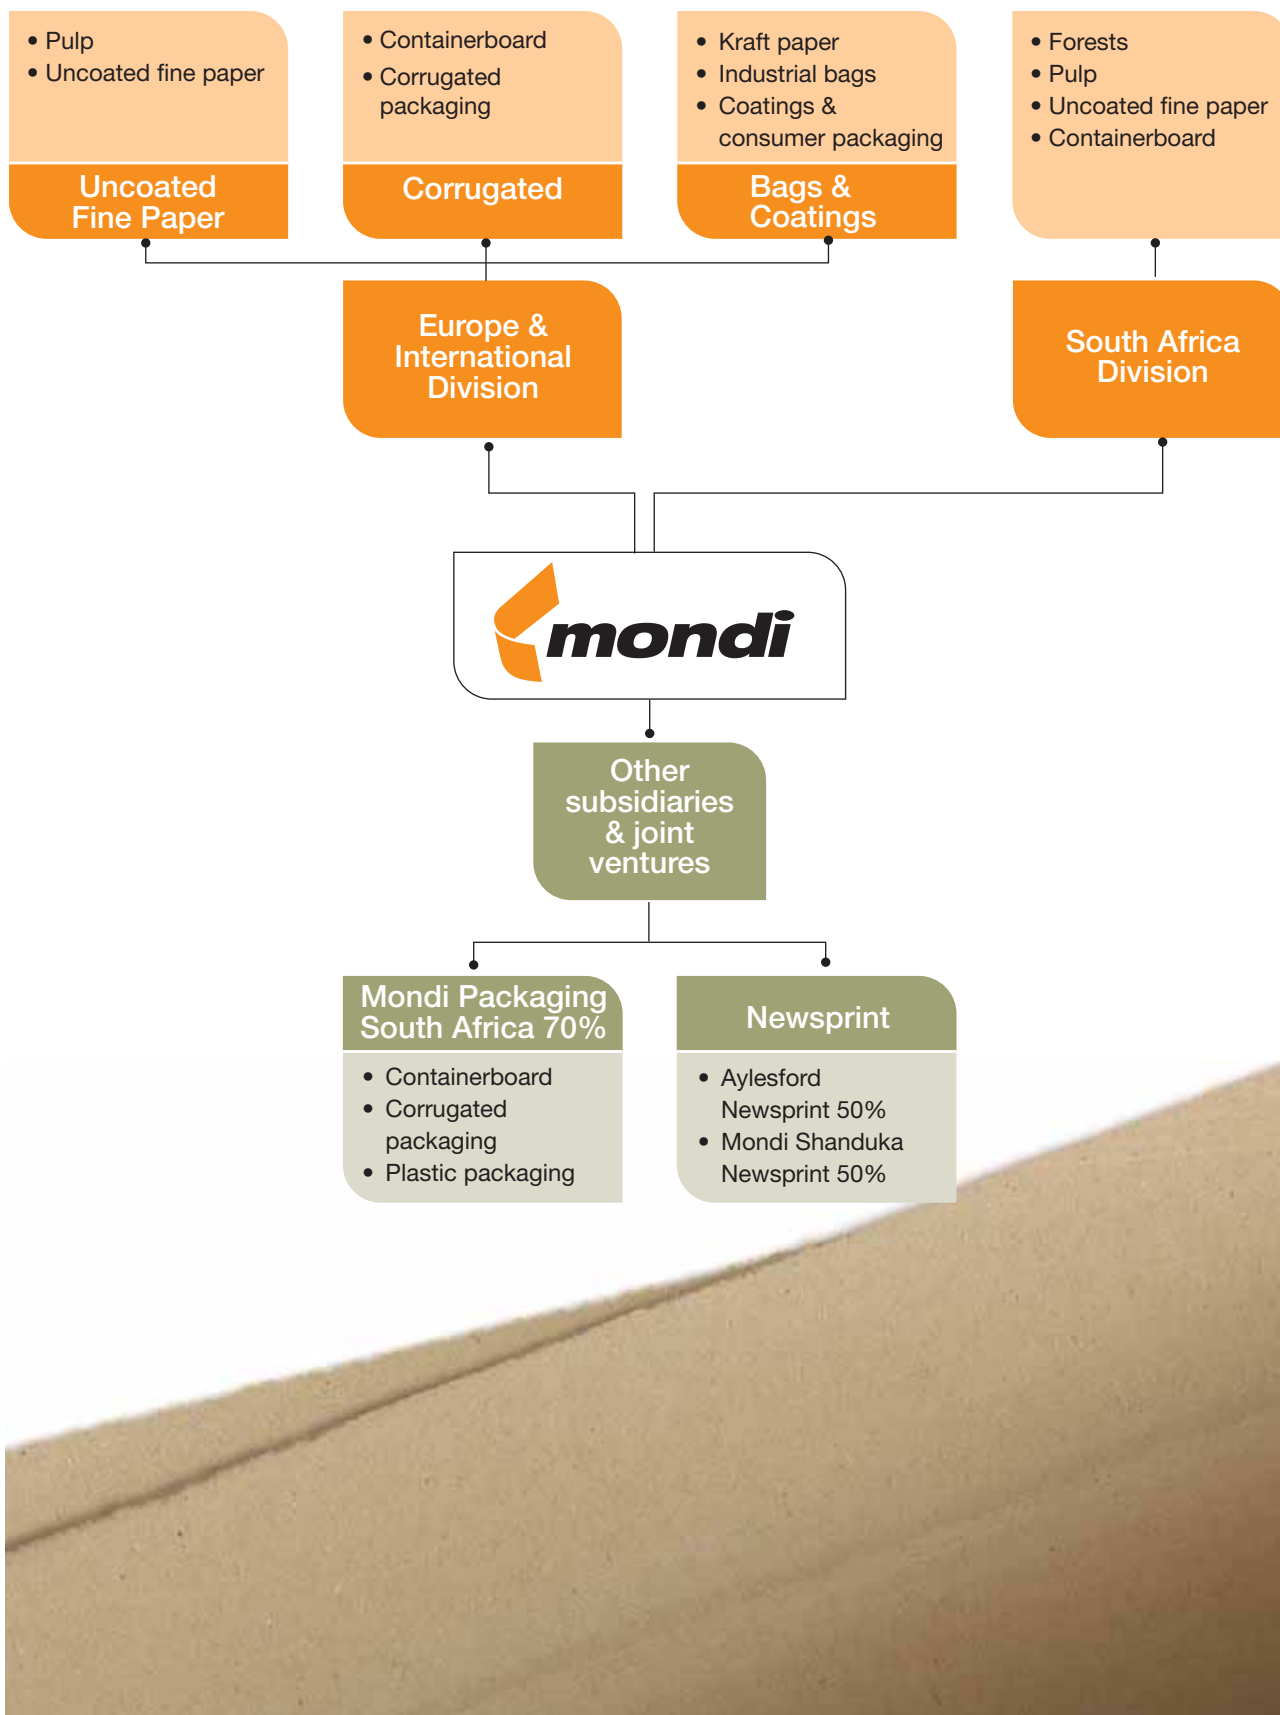 • Pulp
• Uncoated fine paper
Uncoated
Fine Paper
• Containerboard
• Corrugated
packaging
Corrugated
• Kraft paper
• Industrial bags
• Coatings &
consumer packaging
Bags &
Coatings
• Forests
• Pulp
• Uncoated fine paper
• Containerboard
Europe &
International
Division
South Africa
Division
mondi
Other
subsidiaries
& joint
ventures
Mondi Packaging
South Africa 70%
• Containerboard
• Corrugated
packaging
• Plastic packaging
Newsprint
• Aylesford
Newsprint 50%
• Mondi Shanduka
Newsprint 50%